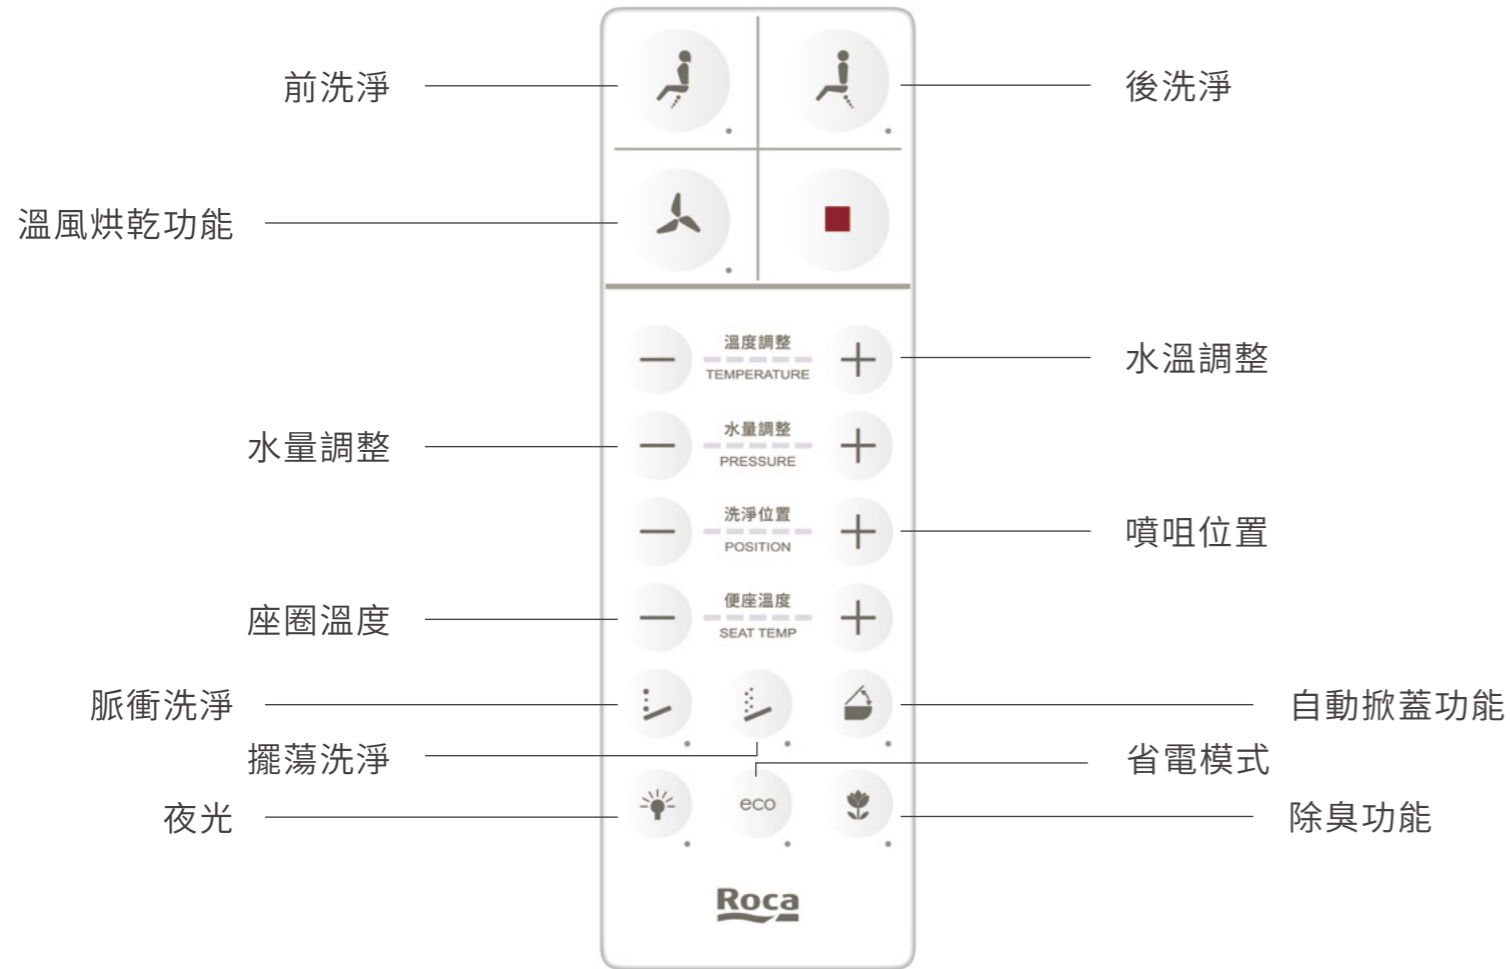 前洗淨
後洗淨
溫風烘乾功能
溫度調整
TEMPERATURE
水溫調整
水量調整
水量調整
PRESSURE
洗淨位置
POSITION
噴咀位置
座圈溫度
便座溫度
SEAT TEMP
脈衝洗淨
自動掀蓋功能
擺蕩洗淨
省電模式
夜光
eco
除臭功能
Roca